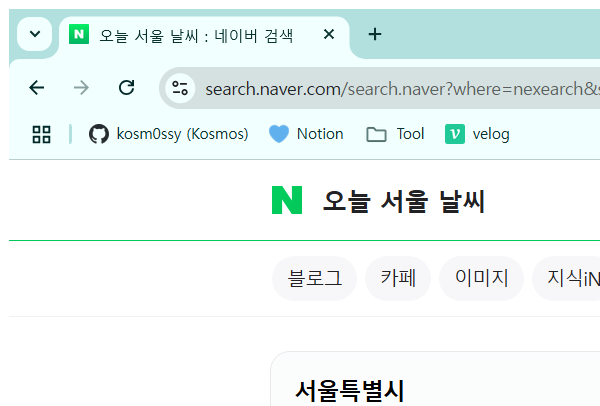 오늘 서울 날씨 : 네이버 검색
search.naver.com/search.naver?where=nexearch&s
kosm0ssy (Kosmos) Notion Tool velog
오늘 서울 날씨
블로그 카페 이미지 지식iN
서울특별시